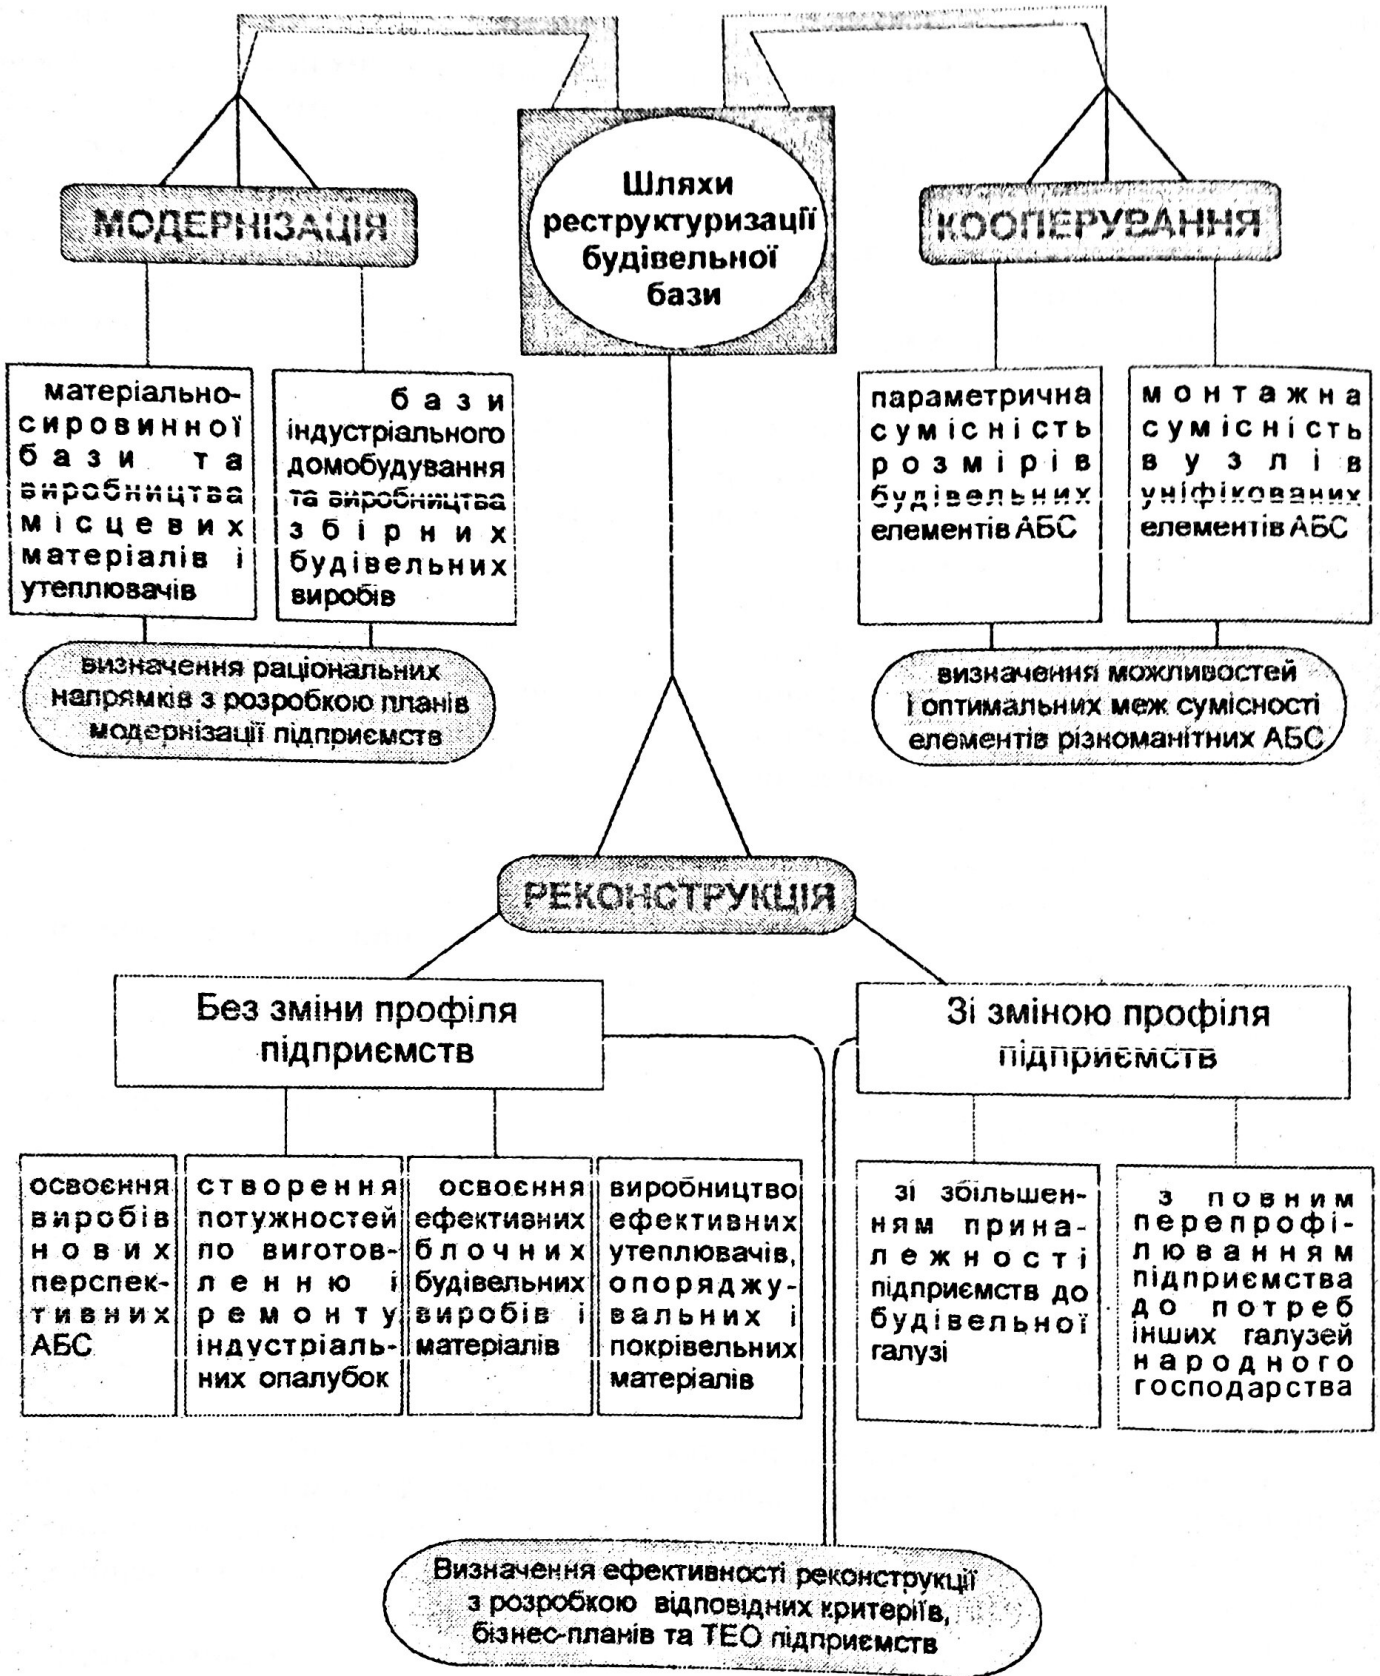 Шляхи
реструктуризації
будівельної
бази
МОДЕРНІЗАЦІЯ
КООПЕРУВАННЯ
матеріально-
сировинної
бази та
виробництва
місцевих
матеріалів і
утеплювачів
бази
індустріального
домобудування
та виробництва
збірних
будівельних
виробів
параметрична
сумісність
розмірів
будівельних
елементів АБС
монтажна
сумісність
вузлів
уніфікованих
елементів АБС
визначення раціональних
напрямків з розробкою планів
модернізації підприємств
визначення можливостей
і оптимальних меж сумісності
елементів різноманітних АБС
РЕКОНСТРУКЦІЯ
Без зміни профіля
підприємств
Зі зміною профіля
підприємств
освоєння
виробів
нових
перспек-
тивних
АБС
створення
потужностей
по виготов-
ленню і
ремонту
індустріаль-
них опалубок
освоєння
ефективних
блочних
будівельних
виробів і
матеріалів
виробництво
ефективних
утеплювачів,
опоряджу-
вальних і
покрівельних
матеріалів
зі збільшен-
ням прина-
лежності
підприємств до
будівельної
галузі
з повним
перепрофі-
люванням
підприємства
до потреб
інших галузей
народного
господарства
Визначення ефективності реконструкції
з розробкою відповідних критеріїв,
бізнес-планів та ТЕО підприємств